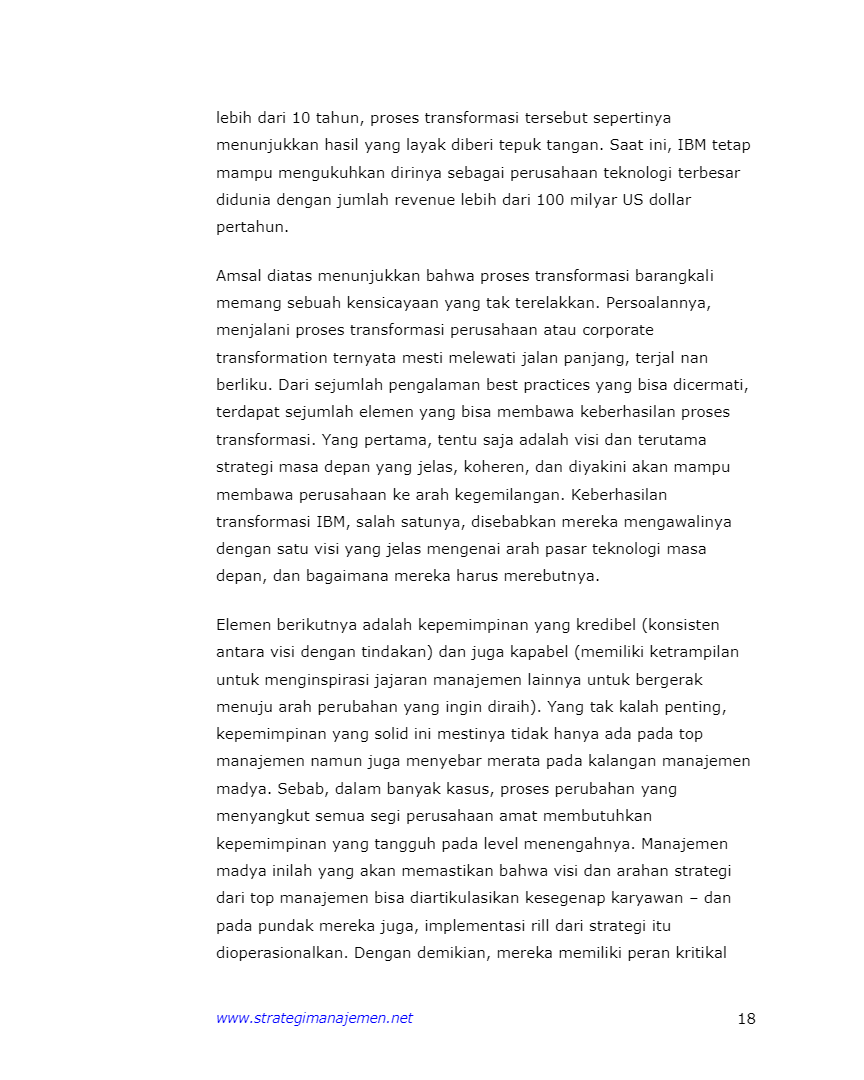 lebih dari 10 tahun, proses transformasi tersebut sepertinya
menunjukkan hasil yang layak diberi tepuk tangan. Saat ini, IBM tetap
mampu mengukuhkan dirinya sebagai perusahaan teknologi terbesar
didunia dengan jumlah revenue lebih dari 100 milyar US dollar
pertahun.
Amsal diatas menunjukkan bahwa proses transformasi barangkali
memang sebuah kensicayaan yang tak terelakkan. Persoalannya,
menjalani proses transformasi perusahaan atau corporate
transformation ternyata mesti melewati jalan panjang, terjal nan
berliku. Dari sejumlah pengalaman best practices yang bisa dicermati,
terdapat sejumlah elemen yang bisa membawa keberhasilan proses
transformasi. Yang pertama, tentu saja adalah visi dan terutama
strategi masa depan yang jelas, koheren, dan diyakini akan mampu
membawa perusahaan ke arah kegemilangan. Keberhasilan
transformasi IBM, salah satunya, disebabkan mereka mengawalinya
dengan satu visi yang jelas mengenai arah pasar teknologi masa
depan, dan bagaimana mereka harus merebutnya.
Elemen berikutnya adalah kepemimpinan yang kredibel (konsisten
antara visi dengan tindakan) dan juga kapabel (memiliki ketrampilan
untuk menginspirasi jajaran manajemen lainnya untuk bergerak
menuju arah perubahan yang ingin diraih). Yang tak kalah penting,
kepemimpinan yang solid ini mestinya tidak hanya ada pada top
manajemen namun juga menyebar merata pada kalangan manajemen
madya. Sebab, dalam banyak kasus, proses perubahan yang
menyangkut semua segi perusahaan amat membutuhkan
kepemimpinan yang tangguh pada level menengahnya. Manajemen
madya inilah yang akan memastikan bahwa visi dan arahan strategi
dari top manajemen bisa diartikulasikan kesegenap karyawan – dan
pada pundak mereka juga, implementasi rill dari strategi itu
dioperasionalkan. Dengan demikian, mereka memiliki peran kritikal
www.strategimanajemen.net 18